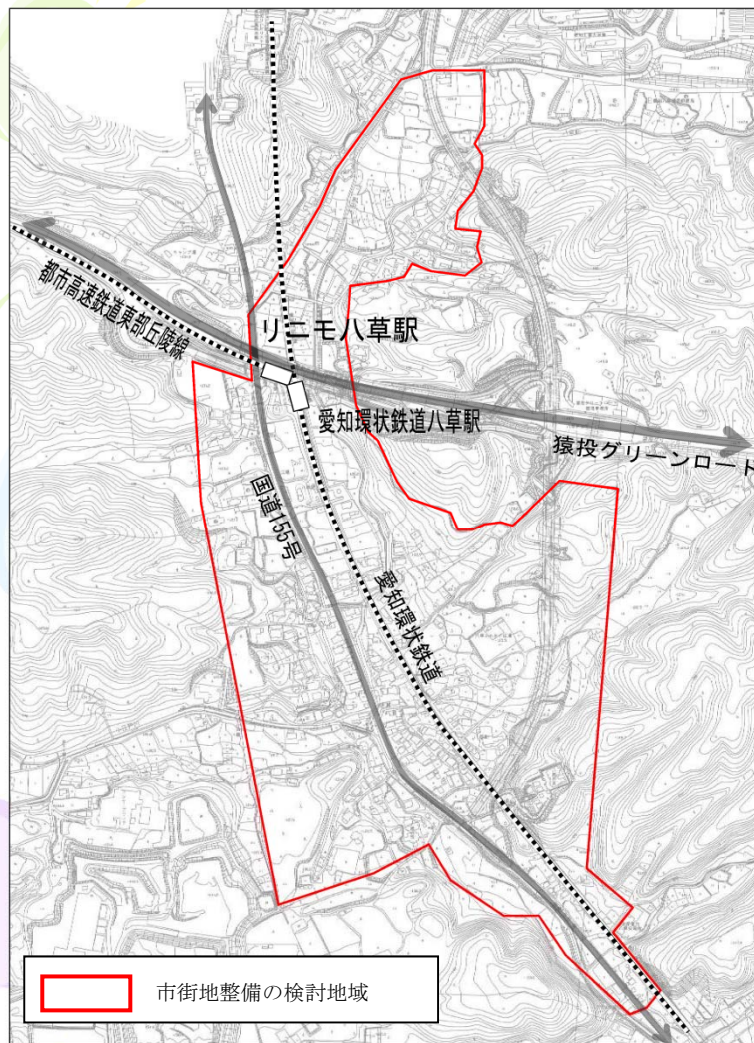 都市高速鉄道東部丘陵線
リニモ八草駅
愛知環状鉄道八草駅
猿投グリーンロード
国道155号
愛知環状鉄道
市街地整備の検討地域